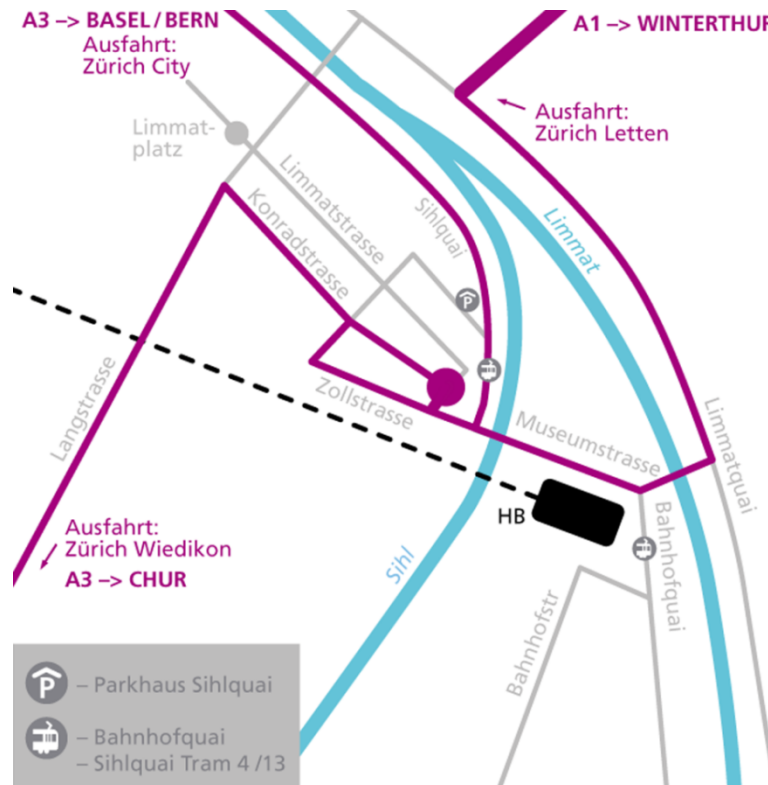 A3 –> BASEL / BERN
Ausfahrt:
Zürich City
A1 –> WINTERTHUR
Ausfahrt:
Zürich Letten
Limmat-
platz
Limmatstrasse
Konradstrasse
Sihlquai
Limmat
P
Langstrasse
Zollstrasse
Museumstrasse
Limmatquai
HB
Bahnhofquai
Ausfahrt:
Zürich Wiedikon
A3 –> CHUR
Sihl
Bahnhofstr
P – Parkhaus Sihlquai
– Bahnhofquai
– Sihlquai Tram 4 /13